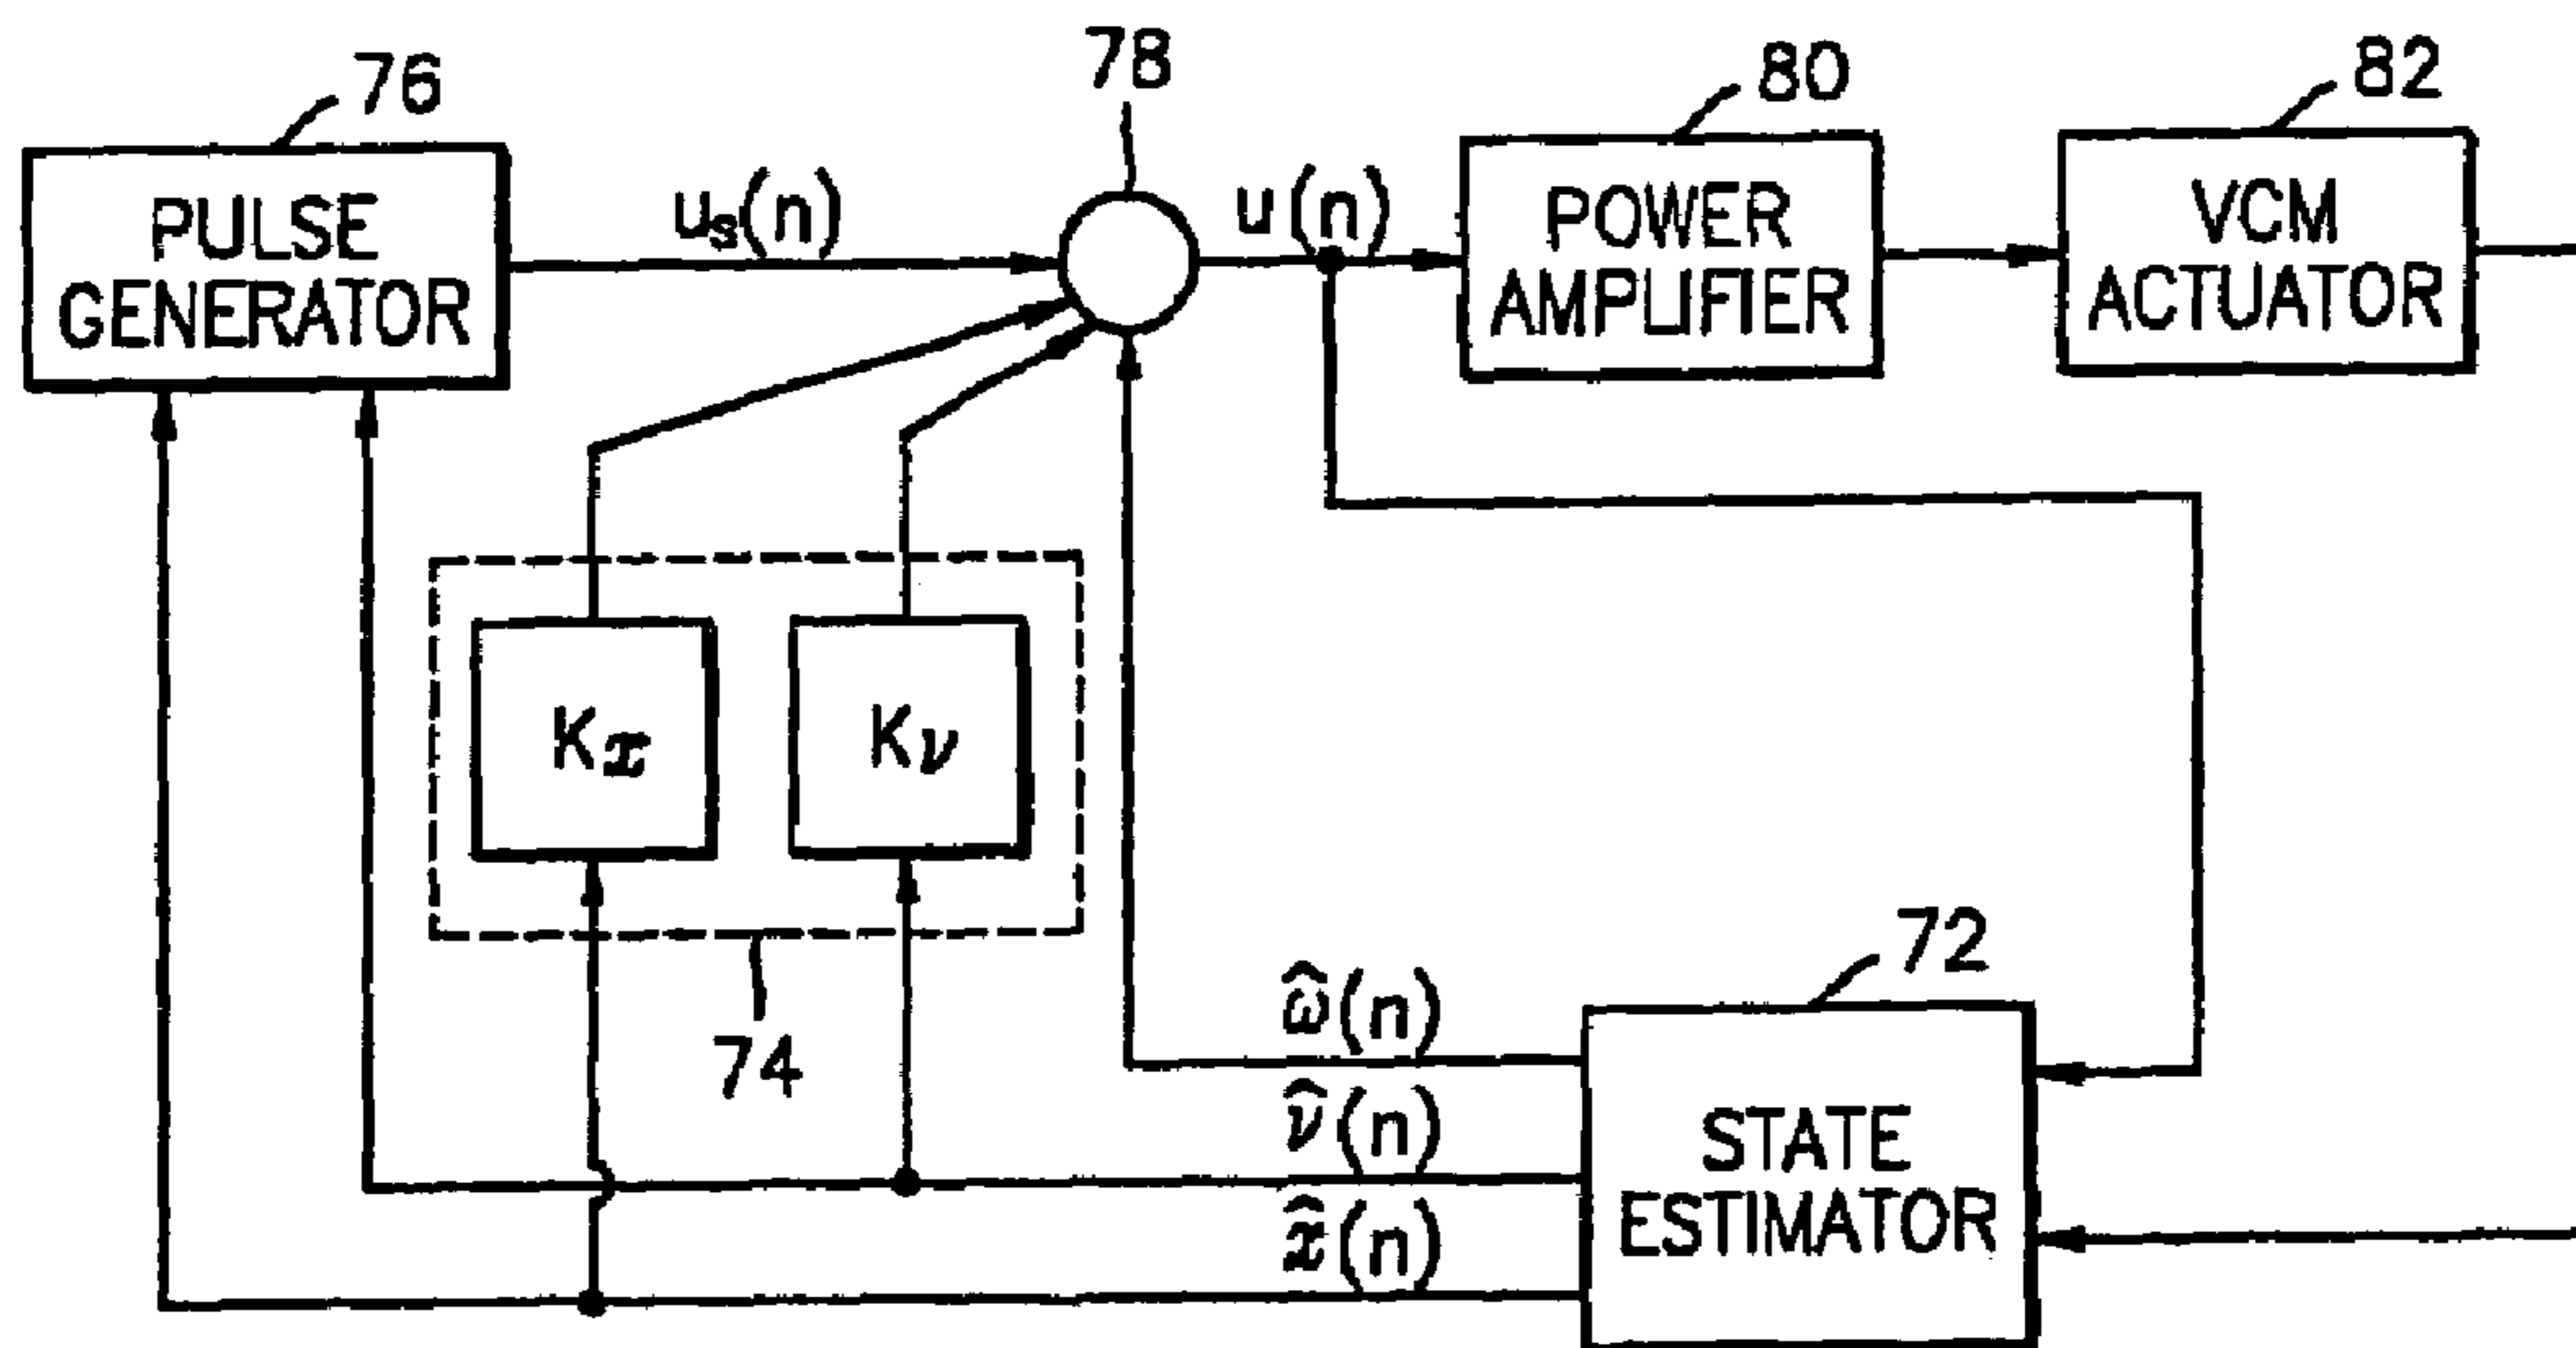 76
78
80
82
PULSE
GENERATOR
uₛ(n)
u(n)
POWER
AMPLIFIER
VCM
ACTUATOR
Kx
Kν
74
72
ω̂(n)
ν̂(n)
x̂(n)
STATE
ESTIMATOR